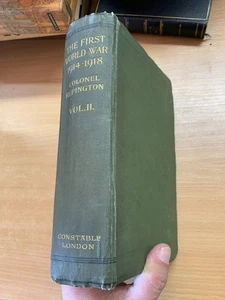 THE FIRST
WORLD WAR
1914-1918
COLONEL
REPINGTON
VOL. II.
CONSTABLE
LONDON